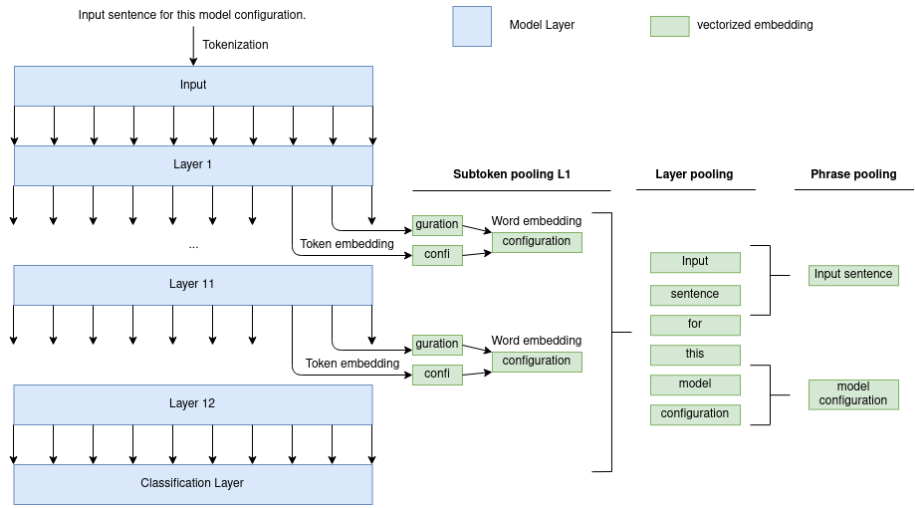 Input sentence for this model configuration.
Model Layer
vectorized embedding
Tokenization
Input
Layer 1
Subtoken pooling L1
Layer pooling
Phrase pooling
guration
Word embedding
configuration
Token embedding
confi
...
Layer 11
guration
Word embedding
configuration
Token embedding
confi
Layer 12
Classification Layer
Input
sentence
for
this
model
configuration
Input sentence
model
configuration